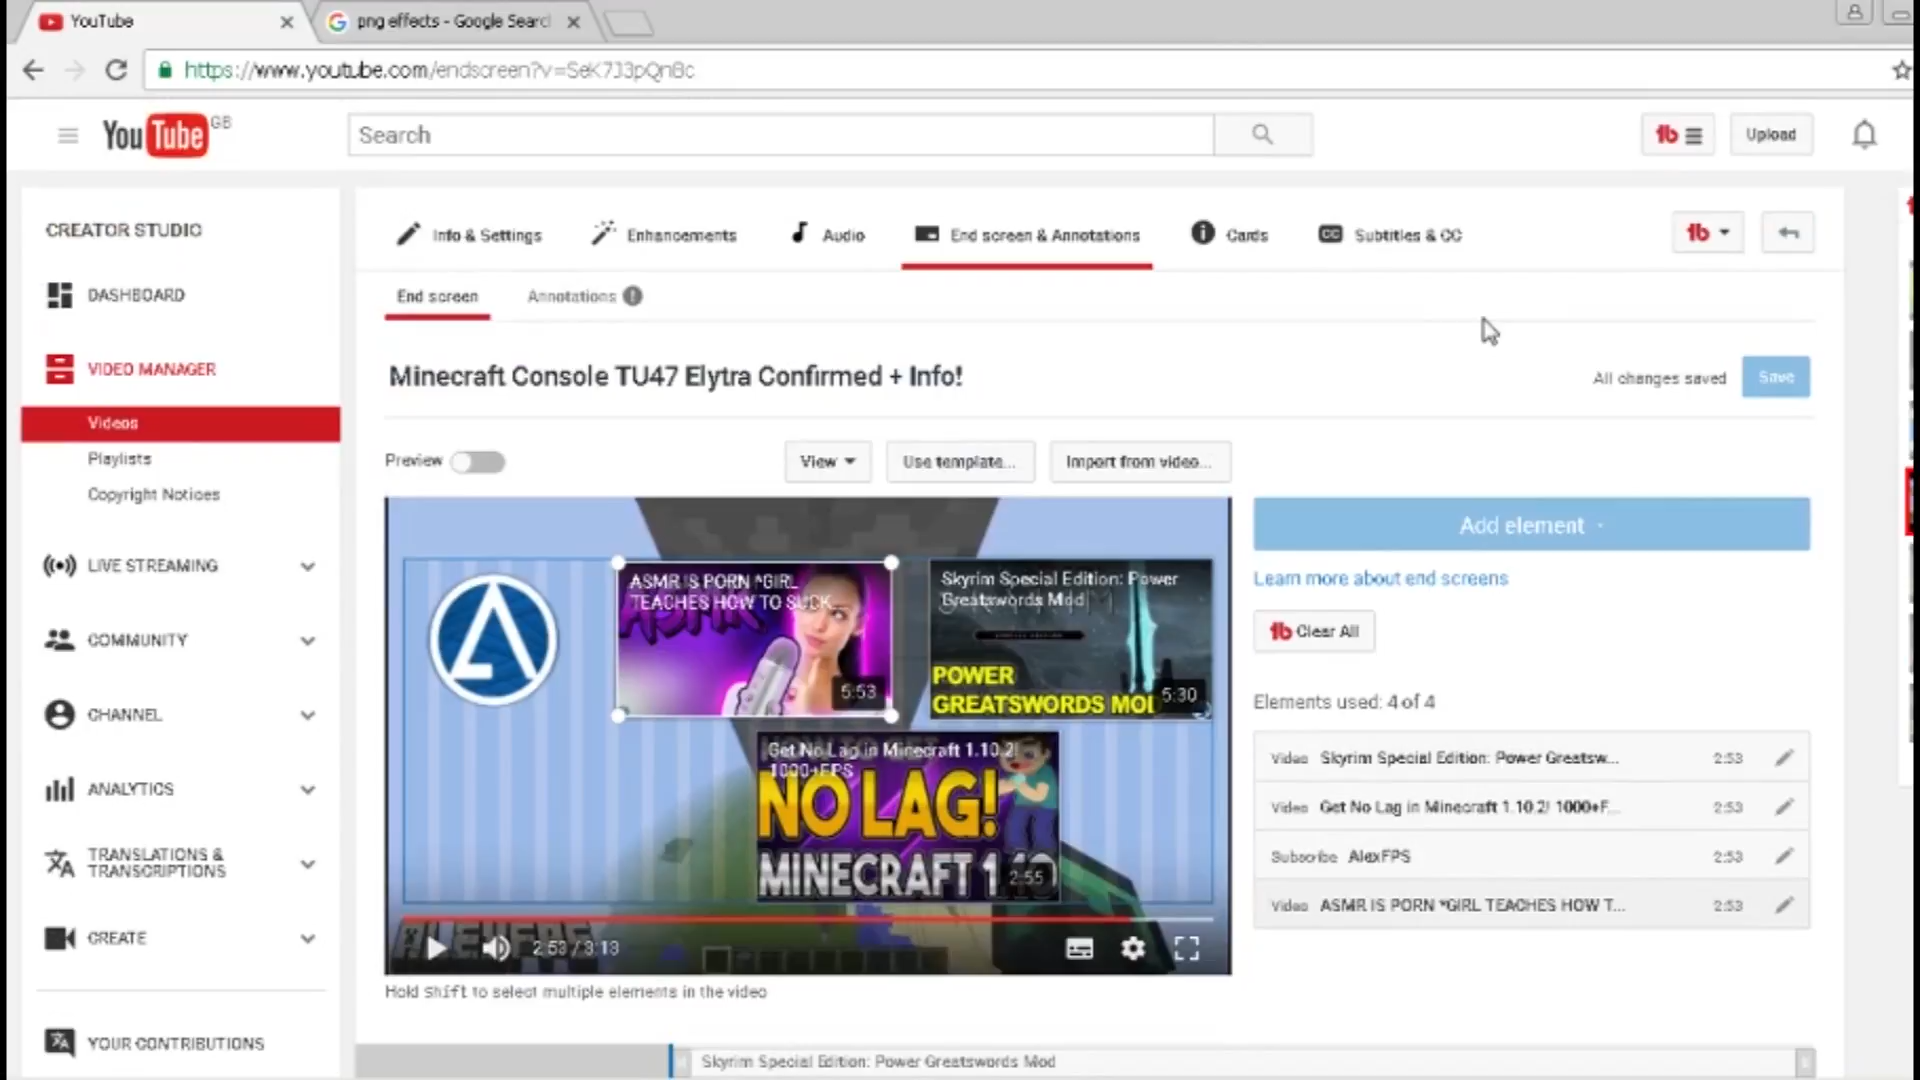 YouTube
png effects - Google Search
https://www.youtube.com/endscreen?v=SeK7J3pQnBc
YouTube GB
Search
Upload
CREATOR STUDIO
DASHBOARD
VIDEO MANAGER
Videos
Playlists
Copyright Notices
LIVE STREAMING
COMMUNITY
CHANNEL
ANALYTICS
TRANSLATIONS &
TRANSCRIPTIONS
CREATE
YOUR CONTRIBUTIONS
Info & Settings
Enhancements
Audio
End screen & Annotations
Cards
CC Subtitles & CC
End screen
Annotations
Minecraft Console TU47 Elytra Confirmed + Info!
All changes saved
Save
Preview
View
Use template...
Import from video...
ASMR IS PORN *GIRL
TEACHES HOW TO SUCK...
ASMR
5:53
Skyrim Special Edition: Power
Greatswords Mod
POWER
GREATSWORDS MOD
5:30
Get No Lag in Minecraft 1.10.2!
1000+FPS
NO LAG!
MINECRAFT 1.10
2:55
2:53 / 3:13
Hold Shift to select multiple elements in the video
Add element
Learn more about end screens
Clear All
Elements used: 4 of 4
Video Skyrim Special Edition: Power Greatsw... 2:53
Video Get No Lag in Minecraft 1.10.2! 1000+F... 2:53
Subscribe AlexFPS 2:53
Video ASMR IS PORN *GIRL TEACHES HOW T... 2:53
Skyrim Special Edition: Power Greatswords Mod